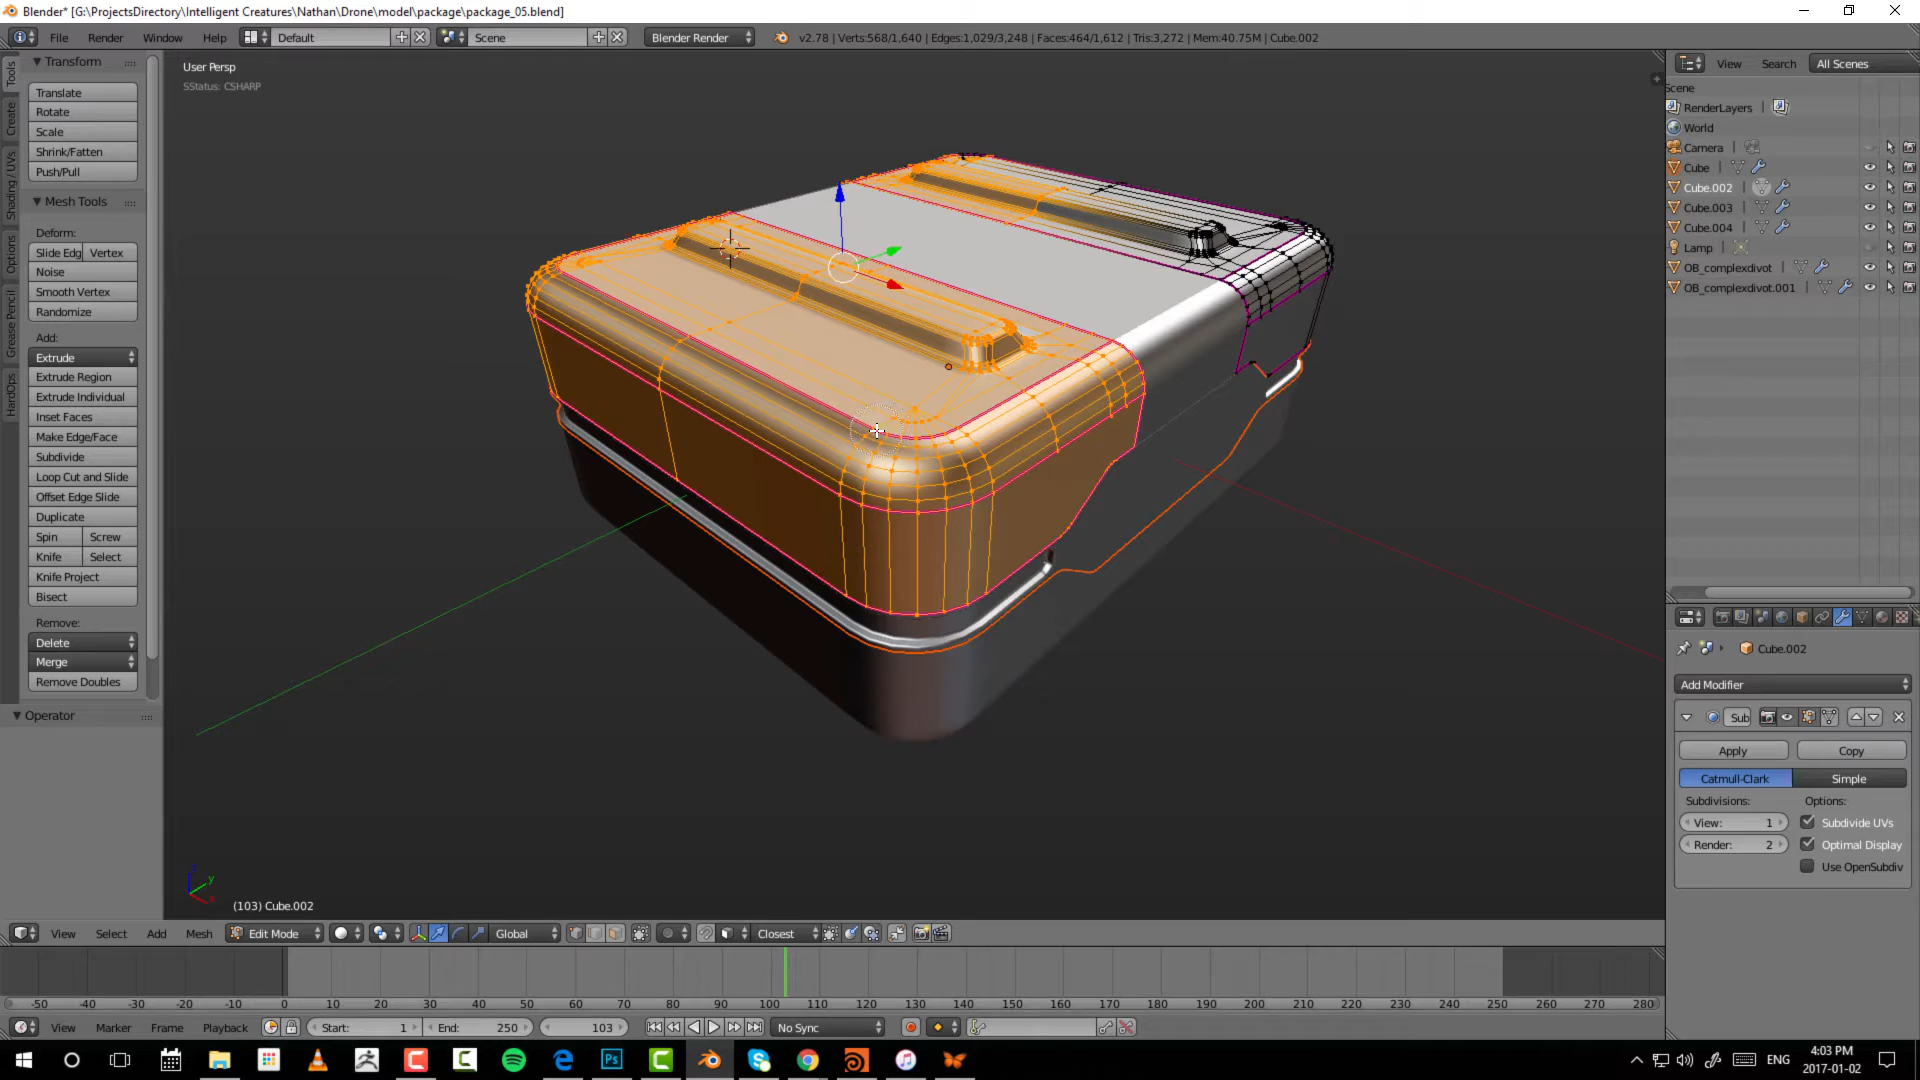 Blender* [G:\ProjectsDirectory\Intelligent Creatures\Nathan\Drone\model\package\package_05.blend]
File Render Window Help Default Scene Blender Render v2.78 | Verts:568/1,640 | Edges:1,029/3,248 | Faces:464/1,612 | Tris:3,272 | Mem:40.75M | Cube.002
Tools
Create
Shading / UVs
Options
Grease Pencil
HardOps
Transform
Translate
Rotate
Scale
Shrink/Fatten
Push/Pull
Mesh Tools
Deform:
Slide Edg Vertex
Noise
Smooth Vertex
Randomize
Add:
Extrude
Extrude Region
Extrude Individual
Inset Faces
Make Edge/Face
Subdivide
Loop Cut and Slide
Offset Edge Slide
Duplicate
Spin Screw
Knife Select
Knife Project
Bisect
Remove:
Delete
Merge
Remove Doubles
Operator
User Persp
SStatus: CSHARP
(103) Cube.002
View Search All Scenes
Scene
RenderLayers
World
Camera
Cube
Cube.002
Cube.003
Cube.004
Lamp
OB_complexdivot
OB_complexdivot.001
Cube.002
Add Modifier
Sub
Apply Copy
Catmull-Clark Simple
Subdivisions: Options:
View: 1 Subdivide UVs
Render: 2 Optimal Display
Use OpenSubdiv
View Select Add Mesh Edit Mode Global Closest
-50 -40 -30 -20 -10 0 10 20 30 40 50 60 70 80 90 100 110 120 130 140 150 160 170 180 190 200 210 220 230 240 250 260 270 280
View Marker Frame Playback Start: 1 End: 250 103 No Sync
ENG
4:03 PM
2017-01-02